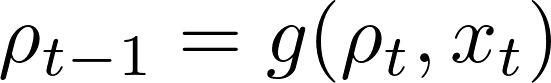 ρ_{t−1} = g(ρ_t, x_t)